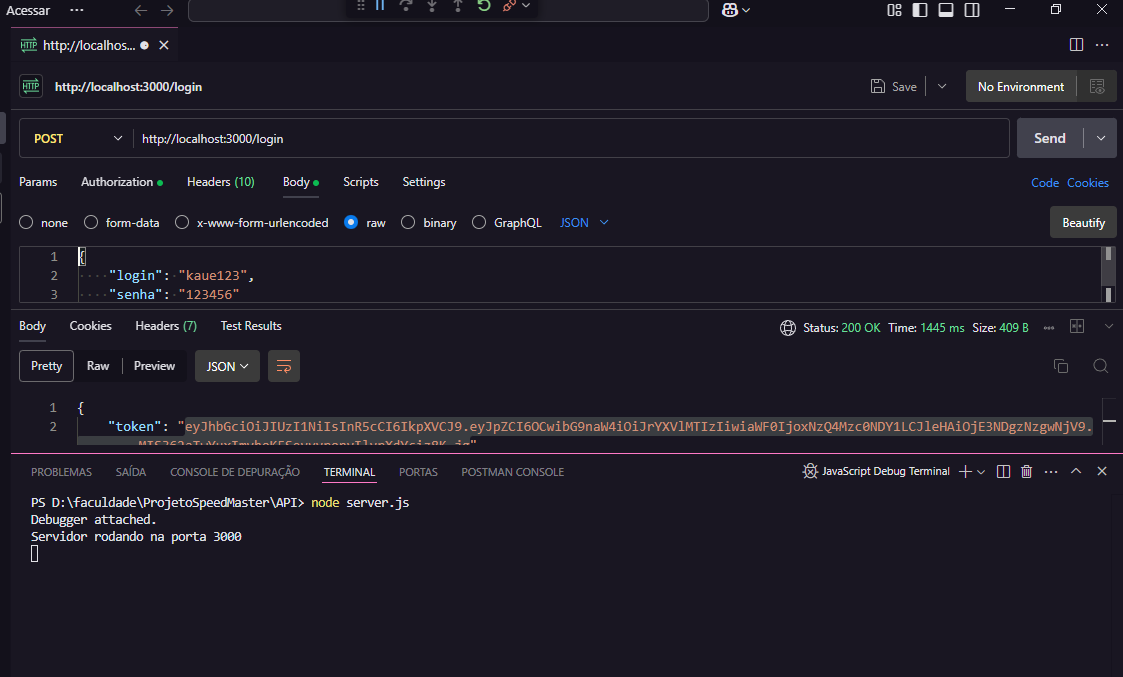 Acessar ...
http://localhos...
HTTP http://localhost:3000/login Save No Environment
POST http://localhost:3000/login Send
Params Authorization Headers (10) Body Scripts Settings Code Cookies
none form-data x-www-form-urlencoded raw binary GraphQL JSON Beautify
1 {
2 "login": "kaue123",
3 "senha": "123456"
Body Cookies Headers (7) Test Results Status: 200 OK Time: 1445 ms Size: 409 B
Pretty Raw Preview JSON
1 {
2 "token": "eyJhbGciOiJIUzI1NiIsInR5cCI6IkpXVCJ9.eyJpZCI6OCwibG9naW4iOiJrYXVlMTIzIiwiaWF0IjoxNzQ4Mzc0NDY1LCJleHAiOjE3NDgzNzgwNjV9.
PROBLEMAS SAÍDA CONSOLE DE DEPURAÇÃO TERMINAL PORTAS POSTMAN CONSOLE JavaScript Debug Terminal
PS D:\faculdade\ProjetoSpeedMaster\API> node server.js
Debugger attached.
Servidor rodando na porta 3000